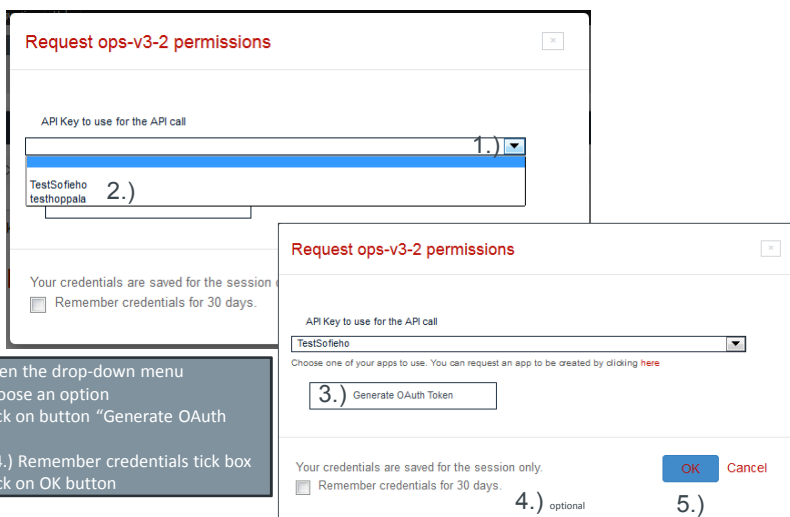 Request ops-v3-2 permissions
×
API Key to use for the API call
1.)
TestSofieho
testhoppala
2.)
Your credentials are saved for the session
Remember credentials for 30 days.
Request ops-v3-2 permissions
×
API Key to use for the API call
TestSofieho
Choose one of your apps to use. You can request an app to be created by clicking here
3.) Generate OAuth Token
Your credentials are saved for the session only.
Remember credentials for 30 days.
4.) optional
OK Cancel
5.)
en the drop-down menu
oose an option
ck on button “Generate OAuth
4.) Remember credentials tick box
ck on OK button